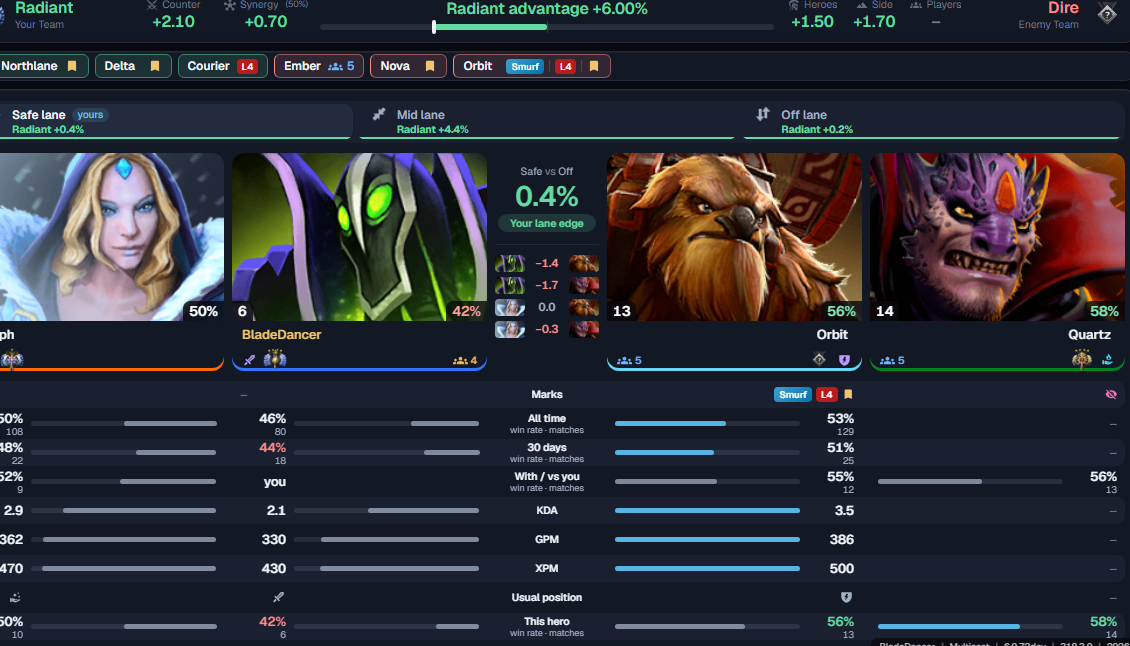 Radiant
Your Team
Counter
+2.10
Synergy (50%)
+0.70
Radiant advantage +6.00%
Heroes
+1.50
Side
+1.70
Players
–
Dire
Enemy Team
?
Northlane
Delta
Courier L4
Ember 5
Nova
Orbit Smurf L4
Safe lane yours
Radiant +0.4%
Mid lane
Radiant +4.4%
Off lane
Radiant +0.2%
50%
6
42%
Safe vs Off
0.4%
Your lane edge
−1.4
−1.7
0.0
−0.3
13
56%
14
58%
ph
BladeDancer
4
Orbit
5
Quartz
5
– Marks Smurf L4
50% 46% All time 53%
108 80 win rate · matches 129 –
48% 44% 30 days 51%
22 18 win rate · matches 25 –
52% you With / vs you 55% 56%
9 win rate · matches 12 13
2.9 2.1 KDA 3.5 –
362 330 GPM 386 –
470 430 XPM 500 –
Usual position –
50% 42% This hero 56% 58%
10 6 win rate · matches 13 14